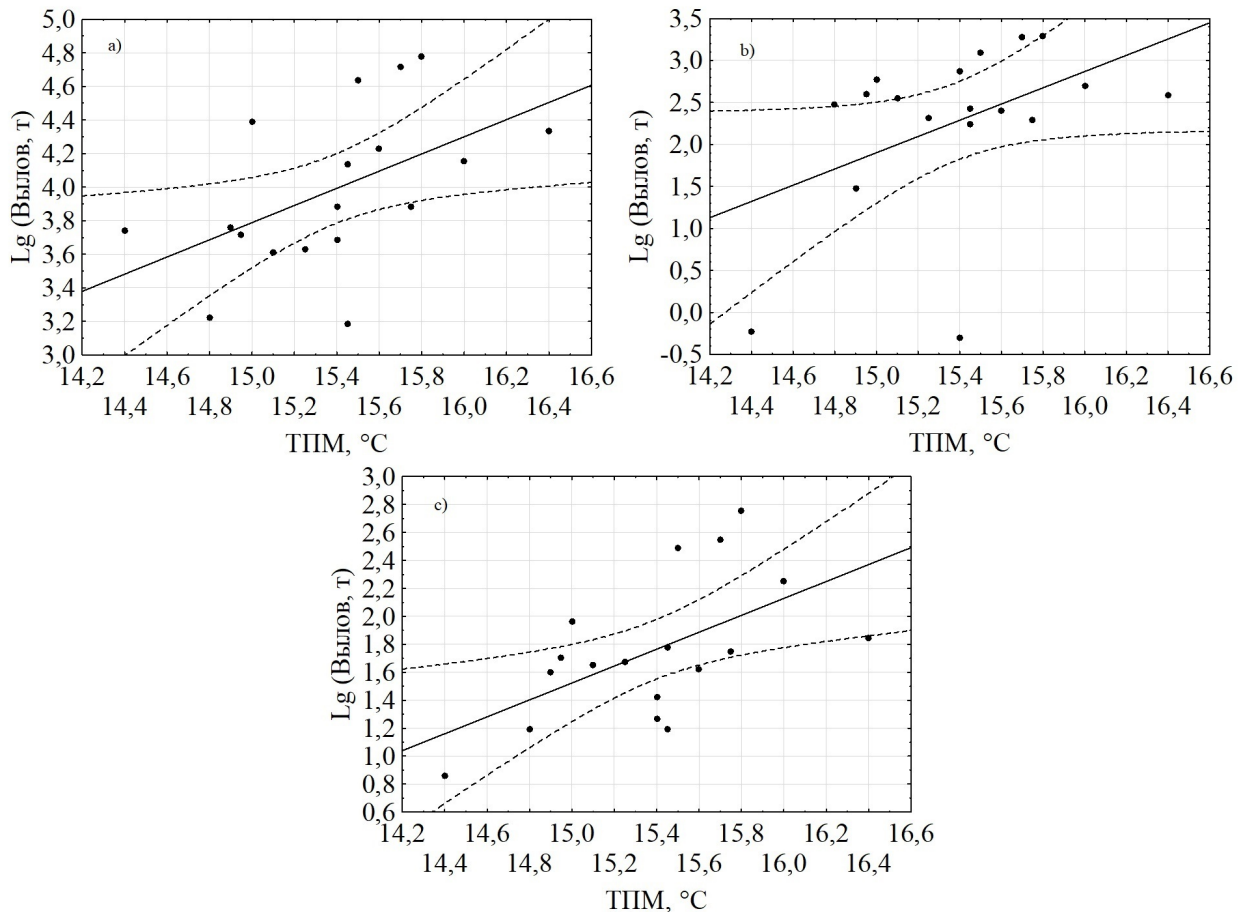 a)
Lg (Вылов, т)
5,0
4,8
4,6
4,4
4,2
4,0
3,8
3,6
3,4
3,2
3,0
14,2 14,6 15,0 15,4 15,8 16,2 16,6
14,4 14,8 15,2 15,6 16,0 16,4
ТПМ, °C
b)
Lg (Вылов, т)
3,5
3,0
2,5
2,0
1,5
1,0
0,5
0,0
-0,5
14,2 14,6 15,0 15,4 15,8 16,2 16,6
14,4 14,8 15,2 15,6 16,0 16,4
ТПМ, °C
c)
Lg (Вылов, т)
3,0
2,8
2,6
2,4
2,2
2,0
1,8
1,6
1,4
1,2
1,0
0,8
0,6
14,2 14,6 15,0 15,4 15,8 16,2 16,6
14,4 14,8 15,2 15,6 16,0 16,4
ТПМ, °C